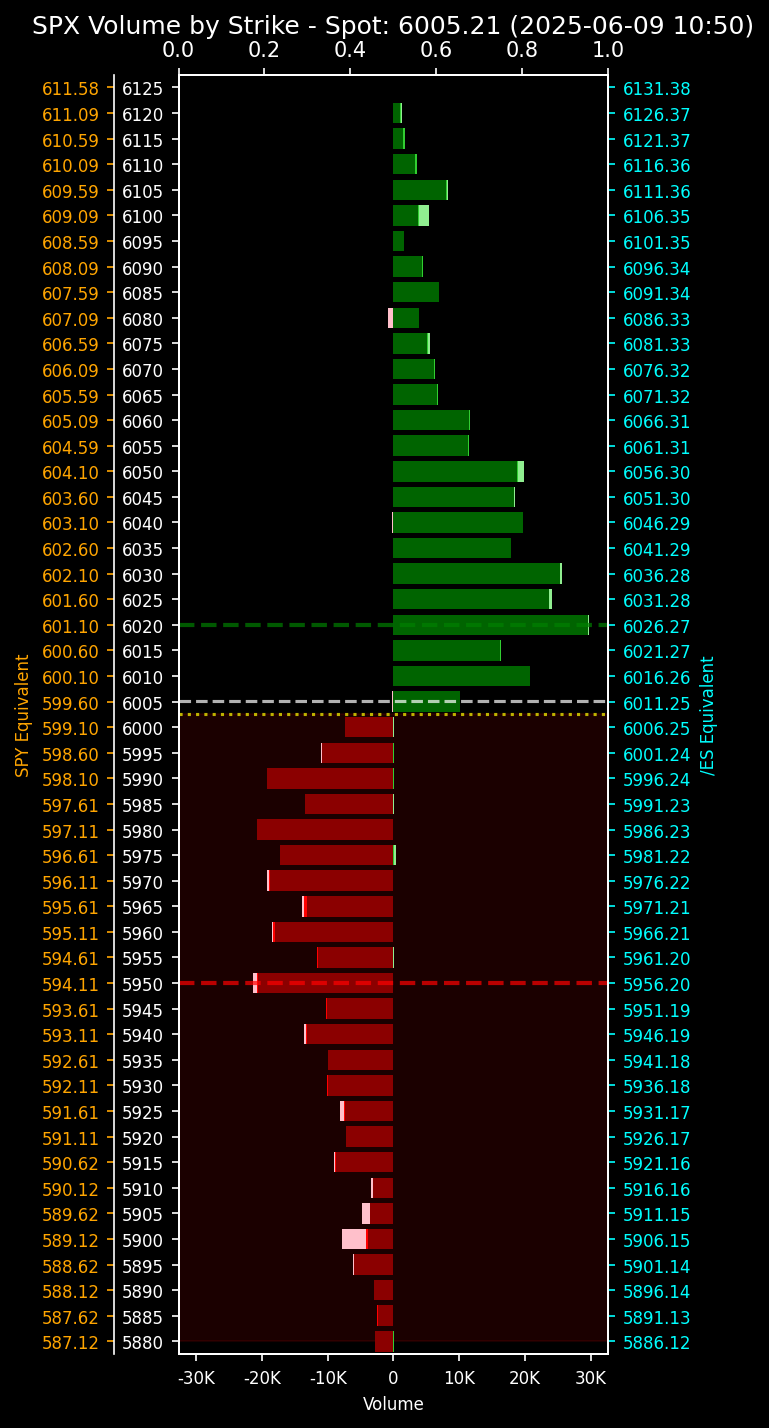 SPX Volume by Strike - Spot: 6005.21 (2025-06-09 10:50)
0.0 0.2 0.4 0.6 0.8 1.0
611.58 6125 6131.38
611.09 6120 6126.37
610.59 6115 6121.37
610.09 6110 6116.36
609.59 6105 6111.36
609.09 6100 6106.35
608.59 6095 6101.35
608.09 6090 6096.34
607.59 6085 6091.34
607.09 6080 6086.33
606.59 6075 6081.33
606.09 6070 6076.32
605.59 6065 6071.32
605.09 6060 6066.31
604.59 6055 6061.31
604.10 6050 6056.30
603.60 6045 6051.30
603.10 6040 6046.29
602.60 6035 6041.29
602.10 6030 6036.28
601.60 6025 6031.28
601.10 6020 6026.27
600.60 6015 6021.27
600.10 6010 6016.26
599.60 6005 6011.25
599.10 6000 6006.25
598.60 5995 6001.24
598.10 5990 5996.24
597.61 5985 5991.23
597.11 5980 5986.23
596.61 5975 5981.22
596.11 5970 5976.22
595.61 5965 5971.21
595.11 5960 5966.21
594.61 5955 5961.20
594.11 5950 5956.20
593.61 5945 5951.19
593.11 5940 5946.19
592.61 5935 5941.18
592.11 5930 5936.18
591.61 5925 5931.17
591.11 5920 5926.17
590.62 5915 5921.16
590.12 5910 5916.16
589.62 5905 5911.15
589.12 5900 5906.15
588.62 5895 5901.14
588.12 5890 5896.14
587.62 5885 5891.13
587.12 5880 5886.12
SPY Equivalent
/ES Equivalent
-30K -20K -10K 0 10K 20K 30K
Volume